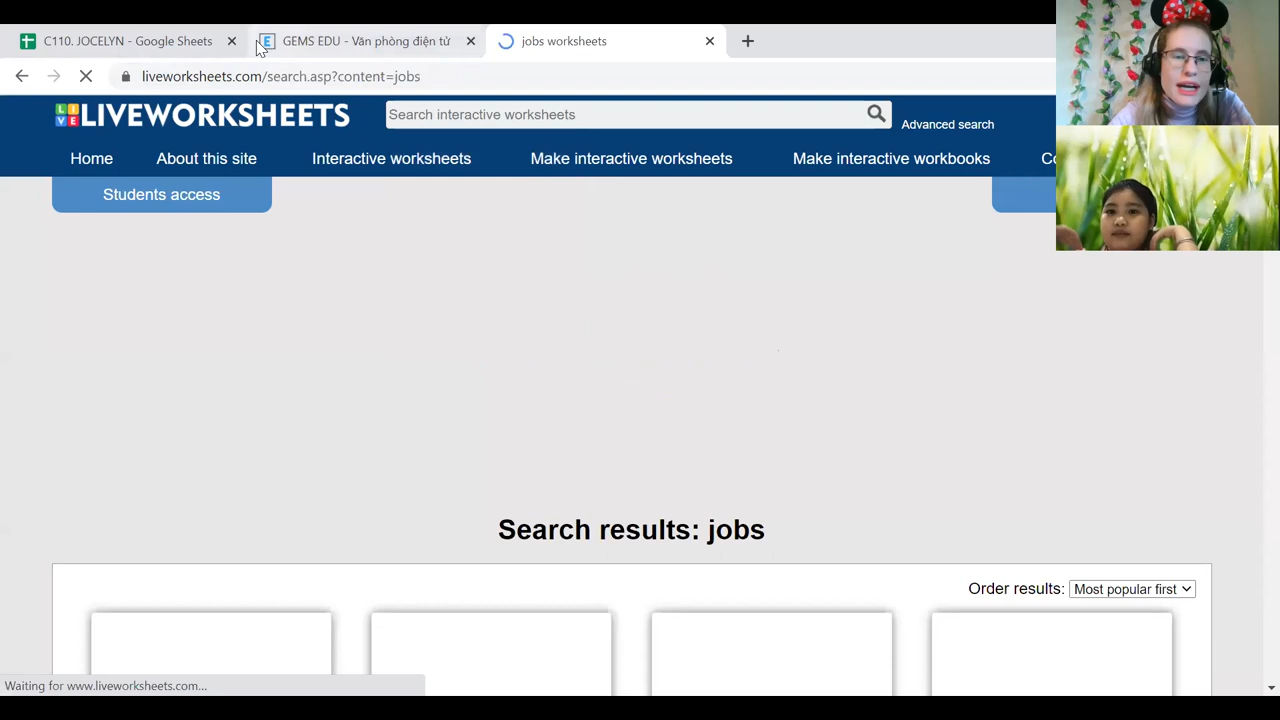 C110. JOCELYN - Google Sheets
GEMS EDU - Văn phòng điện tử
jobs worksheets
liveworksheets.com/search.asp?content=jobs
LIVE LIVEWORKSHEETS
Search interactive worksheets
Advanced search
Home
About this site
Interactive worksheets
Make interactive worksheets
Make interactive workbooks
Co
Students access
Search results: jobs
Order results: Most popular first
Waiting for www.liveworksheets.com...